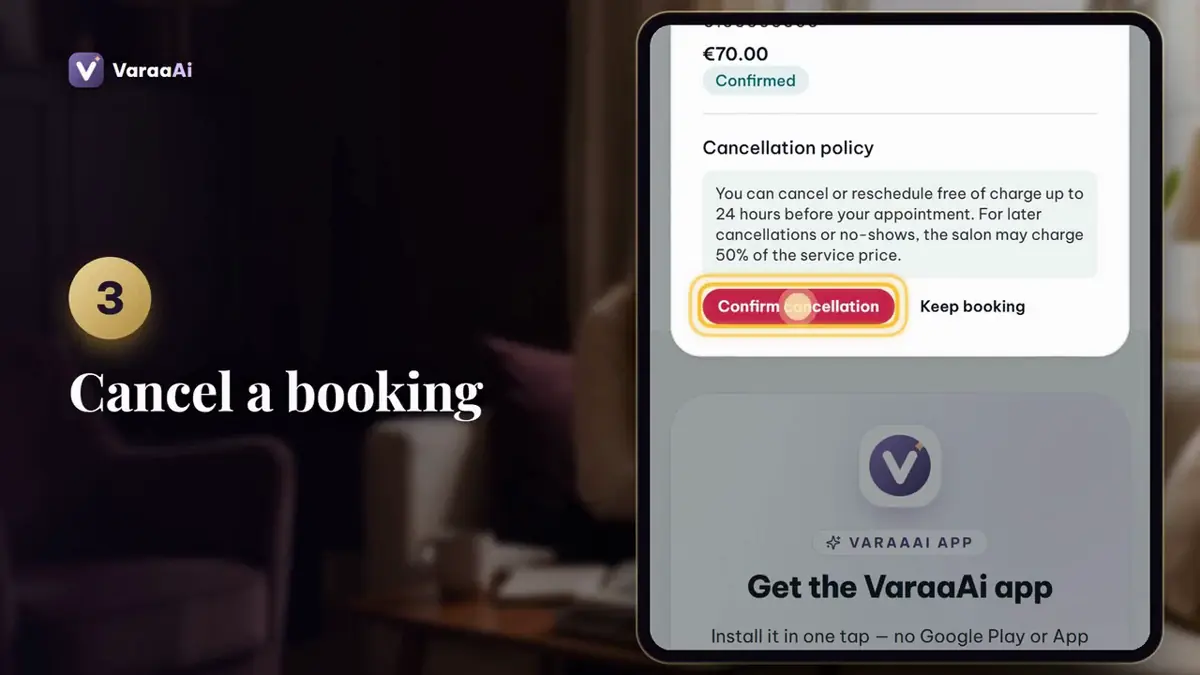 VaraaAi
3
Cancel a booking
€70.00
Confirmed
Cancellation policy
You can cancel or reschedule free of charge up to
24 hours before your appointment. For later
cancellations or no-shows, the salon may charge
50% of the service price.
Confirm cancellation
Keep booking
VARAAAI APP
Get the VaraaAi app
Install it in one tap — no Google Play or App